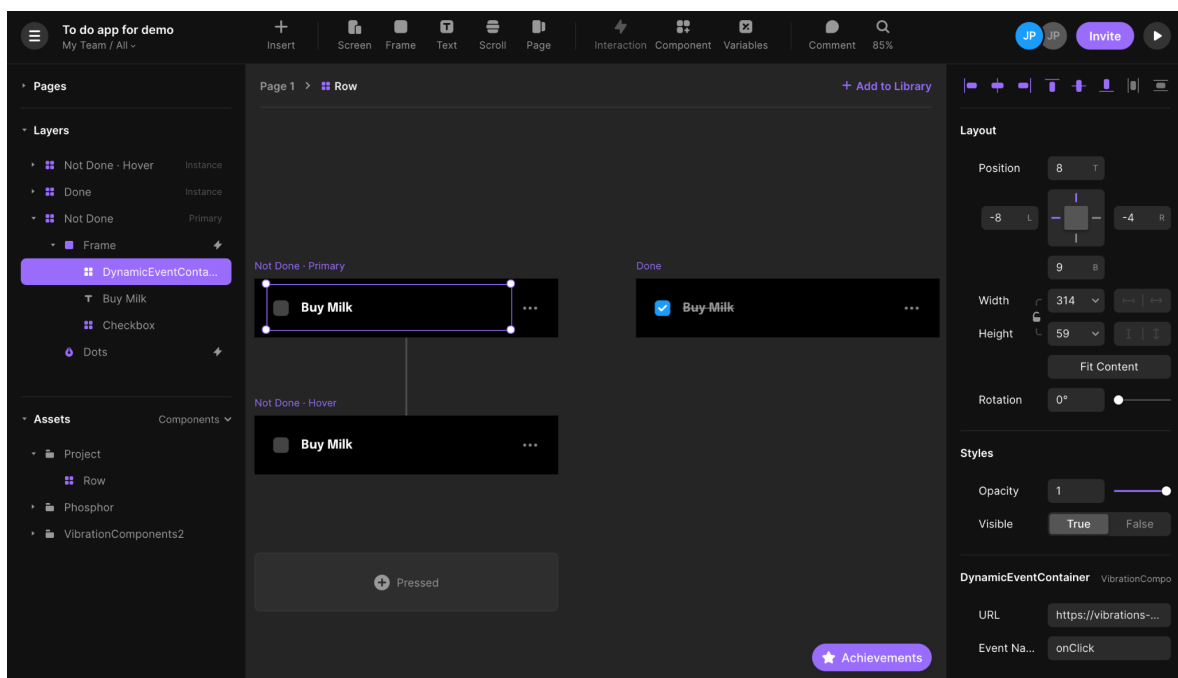 To do app for demo
My Team / All
Insert
Screen
Frame
Text
Scroll
Page
Interaction
Component
Variables
Comment
85%
JP
JP
Invite
Pages
Page 1 > Row
+ Add to Library
Layers
Not Done · Hover Instance
Done Instance
Not Done Primary
Frame
DynamicEventConta...
T Buy Milk
Checkbox
Dots
Assets Components
Project
Row
Phosphor
VibrationComponents2
Not Done · Primary
Buy Milk
Done
Buy Milk
Not Done · Hover
Buy Milk
Pressed
Achievements
Layout
Position 8 T
-8 L
-4 R
9 B
Width 314
Height 59
Fit Content
Rotation 0°
Styles
Opacity 1
Visible True False
DynamicEventContainer VibrationCompo
URL https://vibrations-...
Event Na... onClick